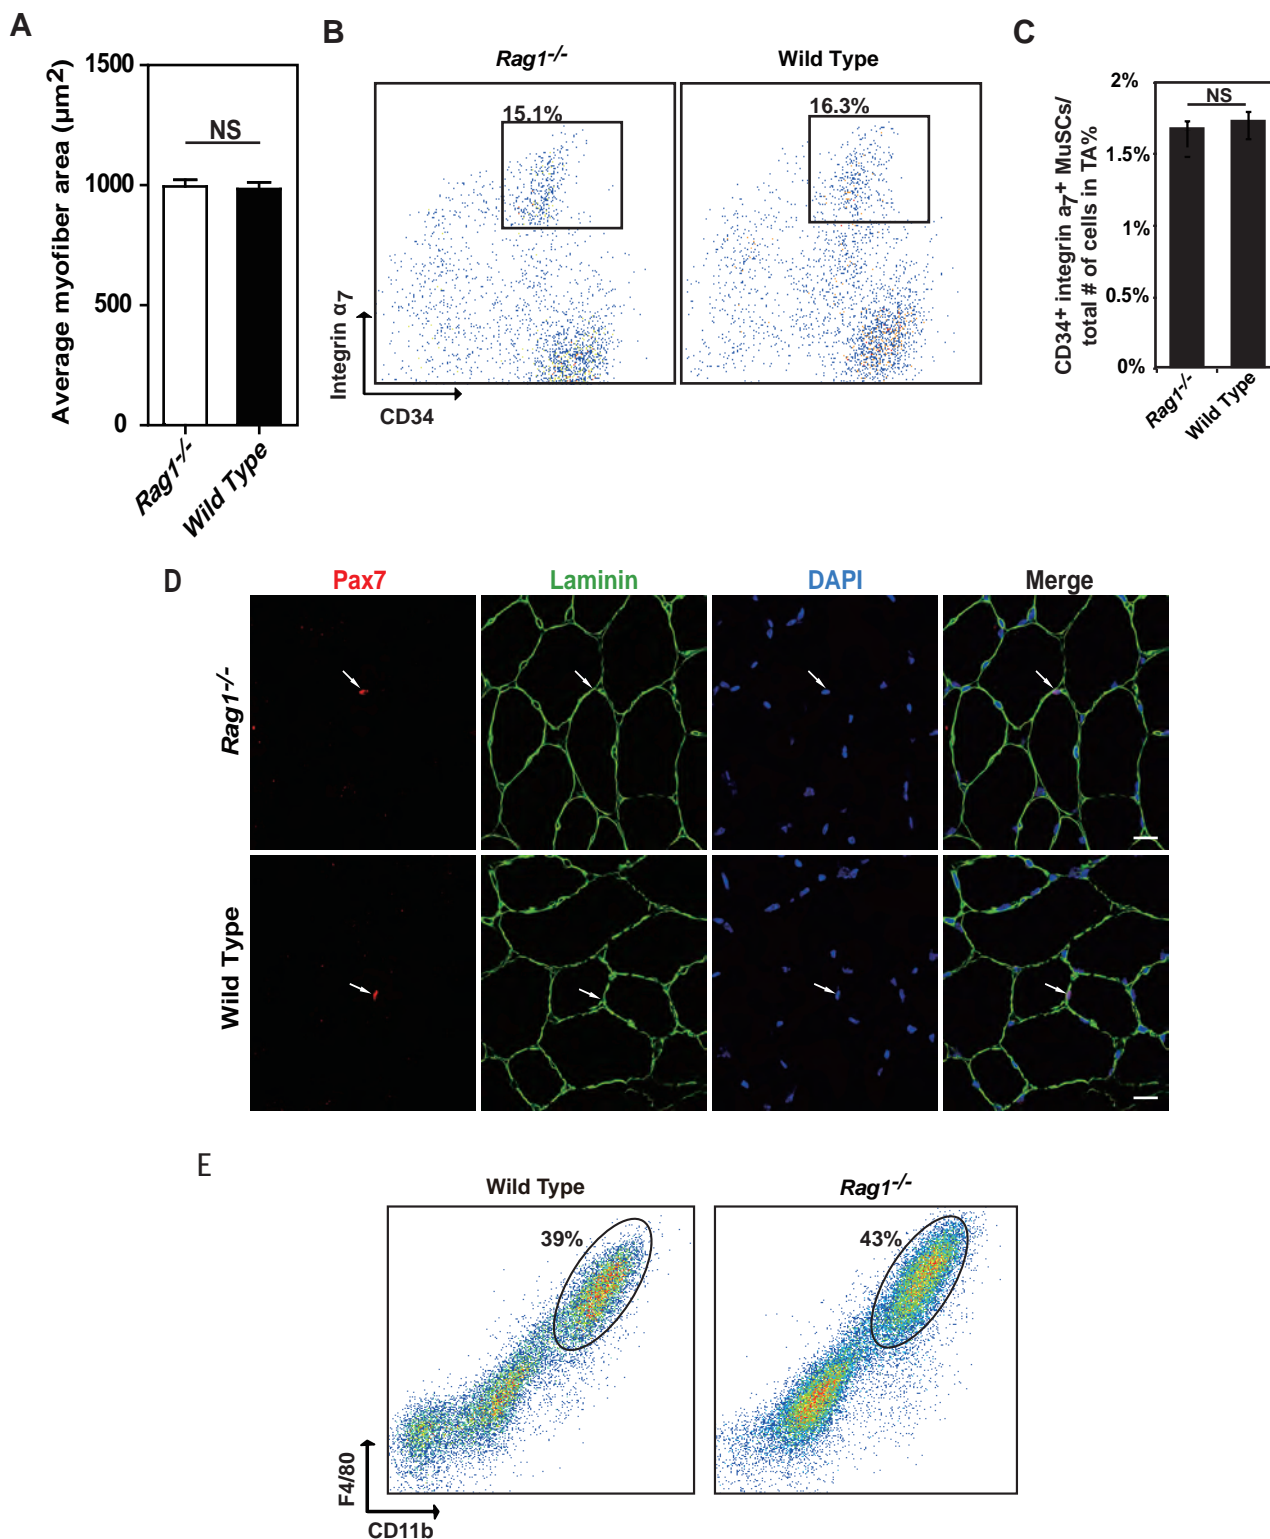 A
Average myofiber area (µm2)
1500
1000
500
0
NS
Rag1-/-
Wild Type
B
Rag1-/-
Wild Type
15.1%
16.3%
Integrin α7
CD34
C
CD34+ integrin a7+ MuSCs/
total # of cells in TA%
2%
1.5%
1%
0.5%
0%
NS
Rag1-/-
Wild Type
D
Pax7
Laminin
DAPI
Merge
Rag1-/-
Wild Type
E
Wild Type
Rag1-/-
39%
43%
F4/80
CD11b